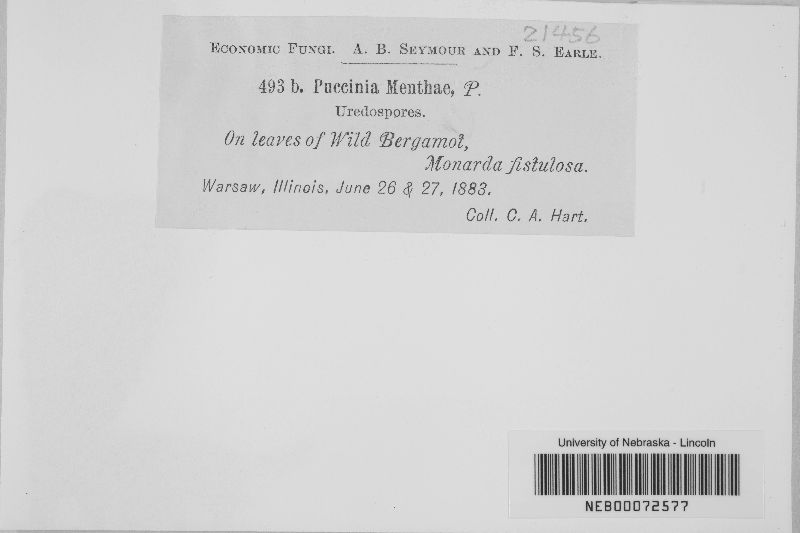 21456
Economic Fungi. A. B. Seymour and F. S. Earle.
493 b. Puccinia Menthae, P.
Uredospores.
On leaves of Wild Bergamot,
Monarda fistulosa.
Warsaw, Illinois, June 26 & 27, 1883.
Coll. C. A. Hart.
University of Nebraska - Lincoln
NEB00072577